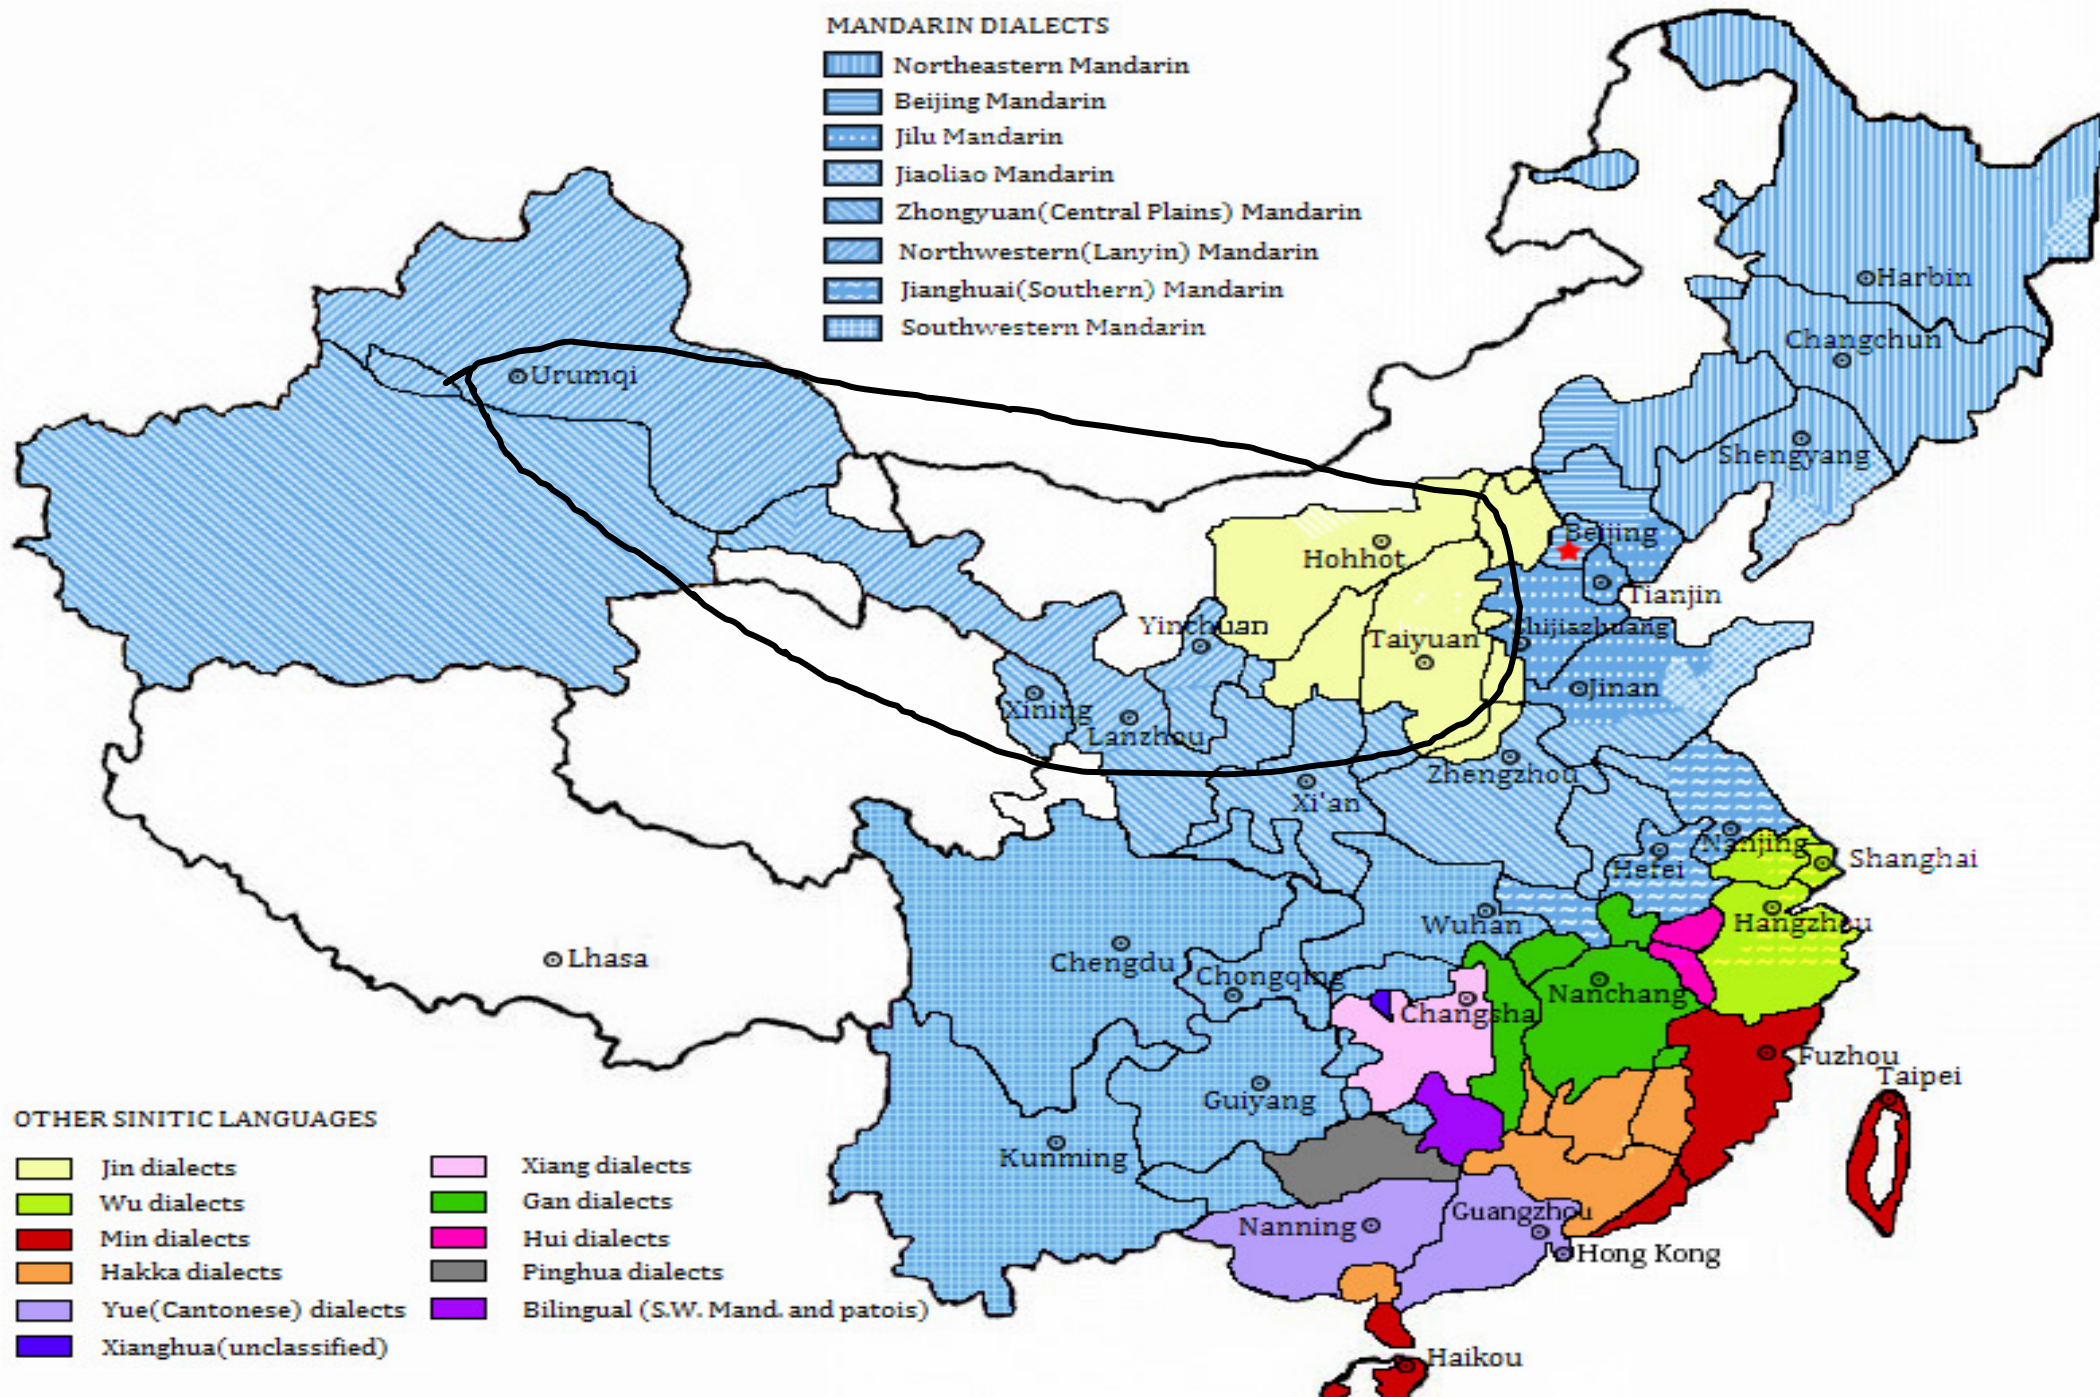 MANDARIN DIALECTS
Northeastern Mandarin
Beijing Mandarin
Jilu Mandarin
Jiaoliao Mandarin
Zhongyuan(Central Plains) Mandarin
Northwestern(Lanyin) Mandarin
Jianghuai(Southern) Mandarin
Southwestern Mandarin
Harbin
Changchun
Urumqi
Shengyang
Beijing
Hohhot
Tianjin
Yinchuan
Shijiazhuang
Taiyuan
Jinan
Xining
Lanzhou
Zhengzhou
Xi'an
Nanjing
Shanghai
Hefei
Wuhan
Hangzhou
Lhasa
Chengdu
Chongqing
Nanchang
Changsha
Fuzhou
Taipei
Guiyang
Kunming
Guangzhou
Nanning
Hong Kong
Haikou
OTHER SINITIC LANGUAGES
Jin dialects
Wu dialects
Min dialects
Hakka dialects
Yue(Cantonese) dialects
Xianghua(unclassified)
Xiang dialects
Gan dialects
Hui dialects
Pinghua dialects
Bilingual (S.W. Mand. and patois)